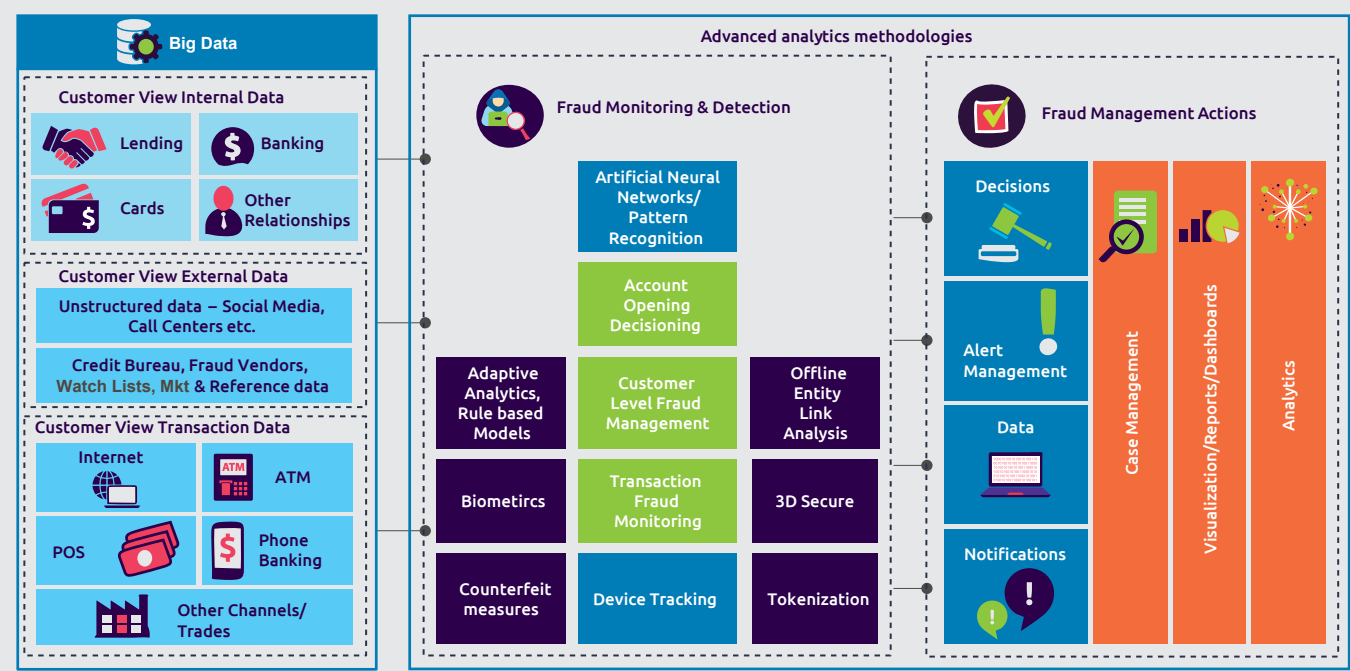 Big Data
Customer View Internal Data
Lending
Banking
$
Cards
$
Other
Relationships
Customer View External Data
Unstructured data – Social Media,
Call Centers etc.
Credit Bureau, Fraud Vendors,
Watch Lists, Mkt & Reference data
Customer View Transaction Data
Internet
ATM
ATM
POS
$
Phone
Banking
Other Channels/
Trades
Advanced analytics methodologies
Fraud Monitoring & Detection
Artificial Neural
Networks/
Pattern
Recognition
Account
Opening
Decisioning
Adaptive
Analytics,
Rule based
Models
Customer
Level Fraud
Management
Offline
Entity
Link
Analysis
Biometircs
Transaction
Fraud
Monitoring
3D Secure
Counterfeit
measures
Device Tracking
Tokenization
Fraud Management Actions
Decisions
Alert
Management
!
Data
Notifications
!
!
Case Management
Visualization/Reports/Dashboards
Analytics